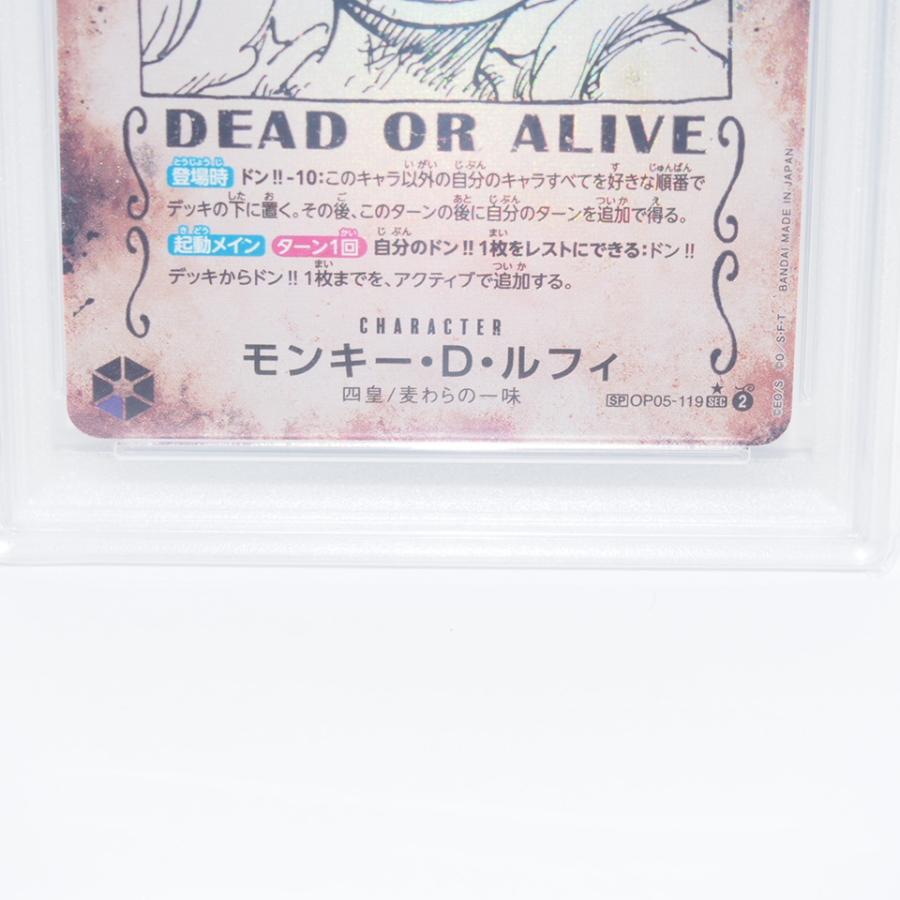 DEAD OR ALIVE
登場時 ドン!!-10:このキャラ以外の自分のキャラすべてを好きな順番で
デッキの下に置く。その後、このターンの後に自分のターンを追加で得る。
起動メイン ターン1回 自分のドン!!1枚をレストにできる:ドン!!
デッキからドン!!1枚までを、アクティブで追加する。
CHARACTER
モンキー・D・ルフィ
四皇/麦わらの一味
SP OP05-119 SEC 2
©E.O./S. ©O./S・F・T. BANDAI MADE IN JAPAN